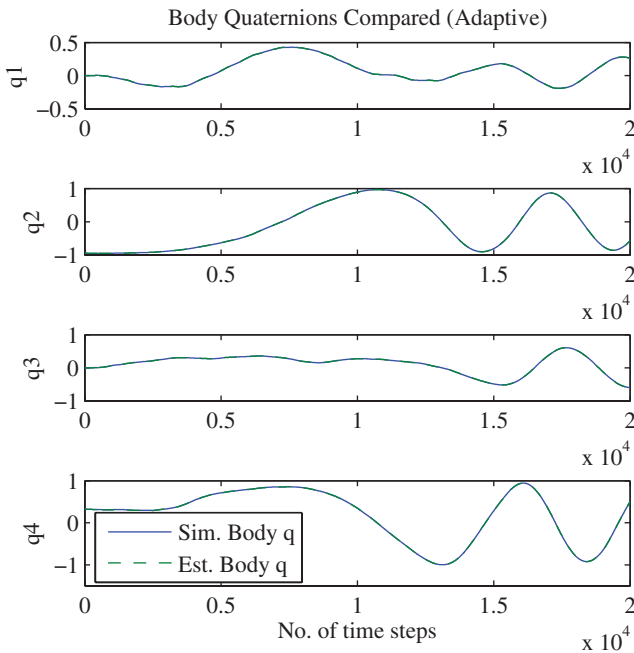 Body Quaternions Compared (Adaptive)
0.5
0
−0.5
q1
0 0.5 1 1.5 2
x 10^4
1
0
−1
q2
0 0.5 1 1.5 2
x 10^4
1
0
−1
q3
0 0.5 1 1.5 2
x 10^4
1
0
−1
q4
Sim. Body q
Est. Body q
0 0.5 1 1.5 2
No. of time steps
x 10^4